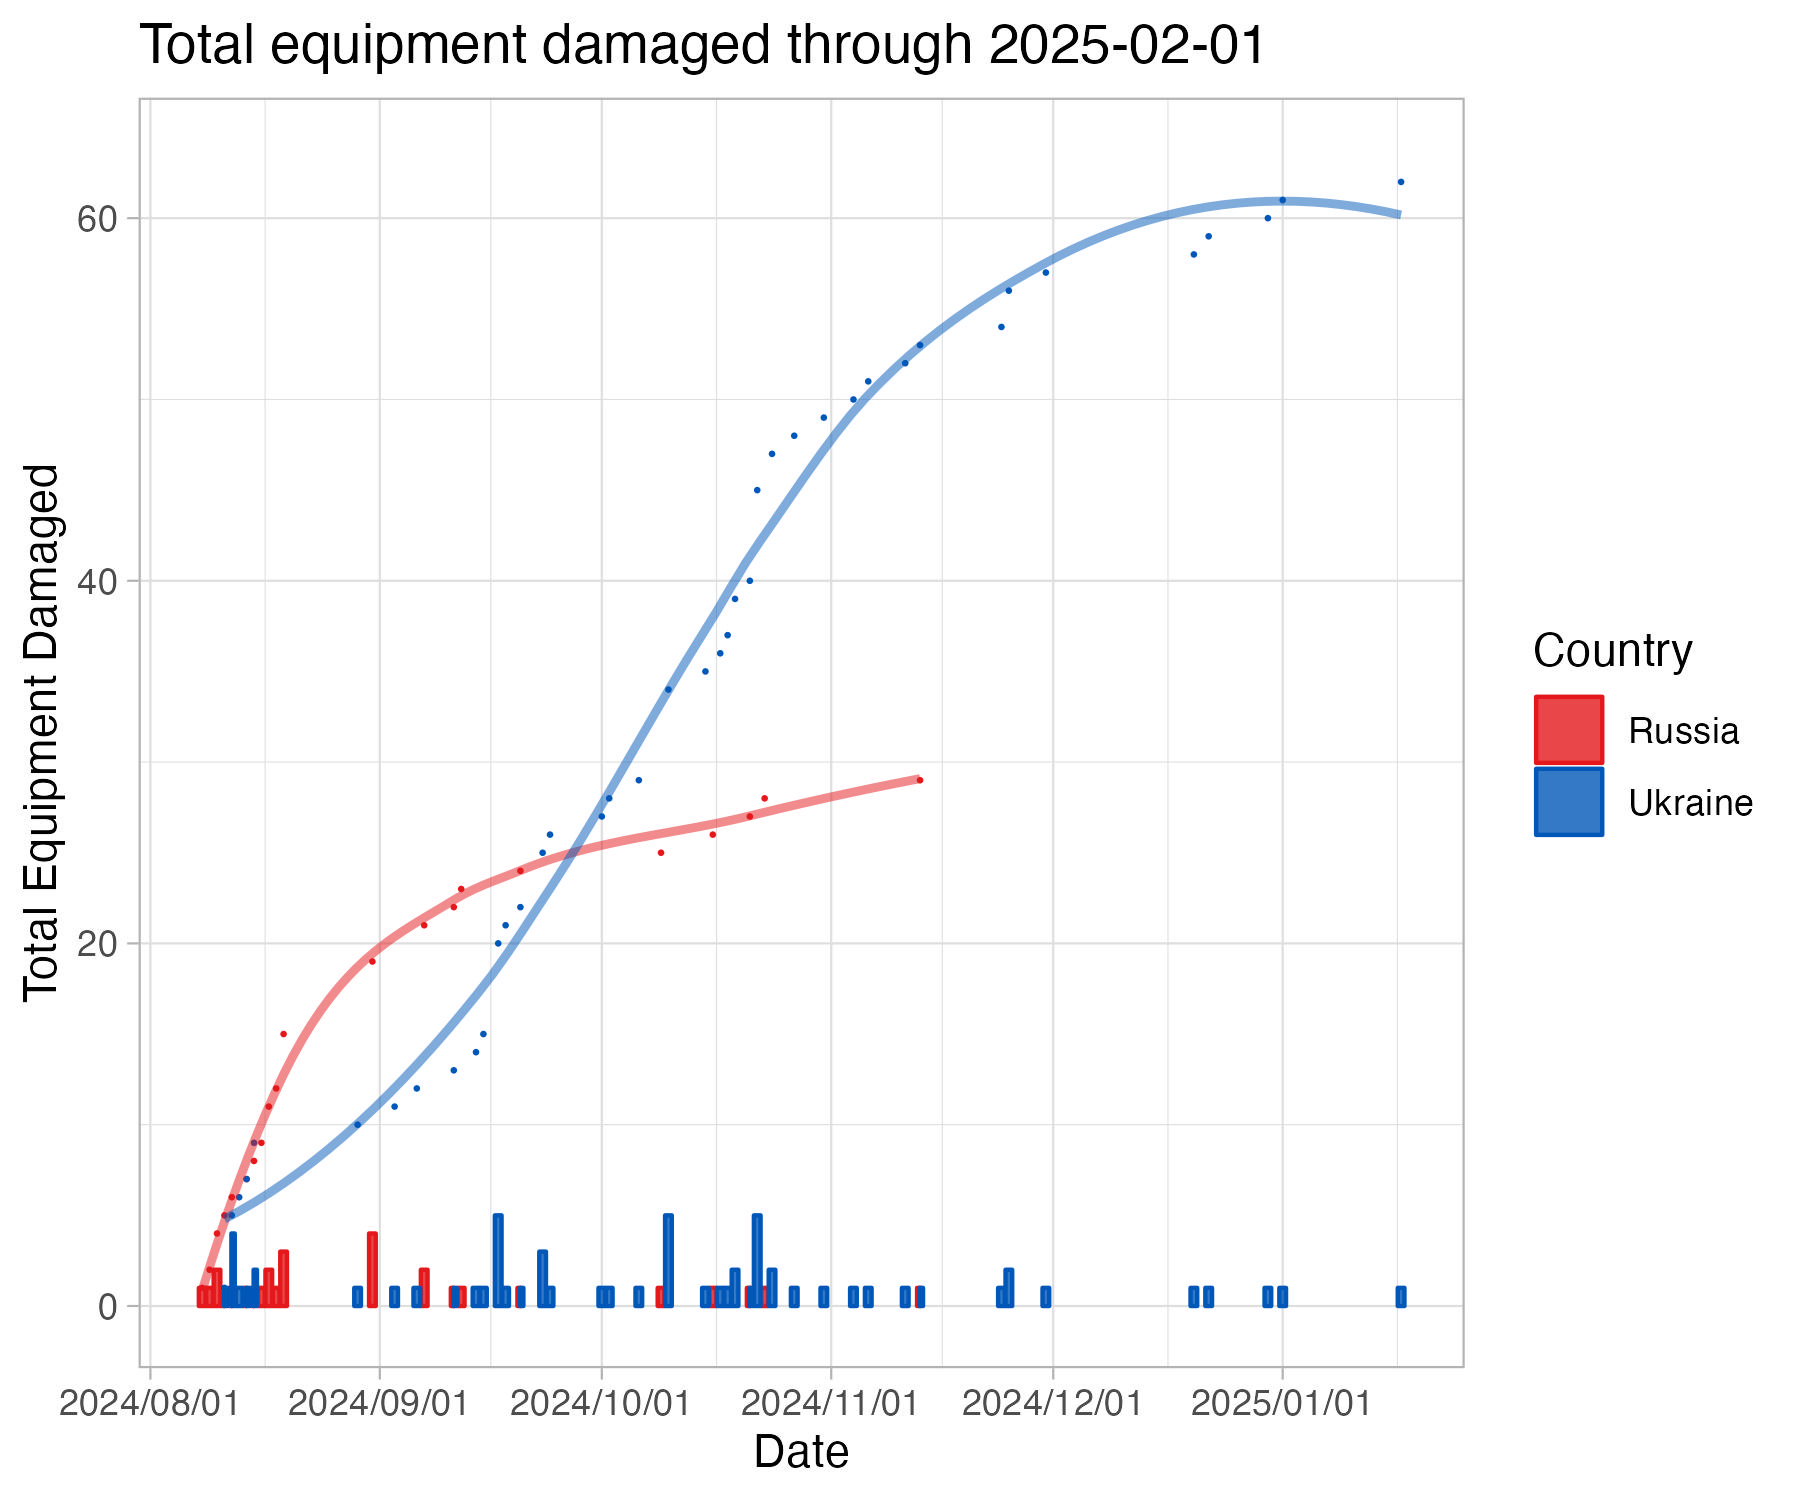 Total equipment damaged through 2025-02-01
Total Equipment Damaged
60
40
20
0
2024/08/01
2024/09/01
2024/10/01
2024/11/01
2024/12/01
2025/01/01
Date
Country
Russia
Ukraine